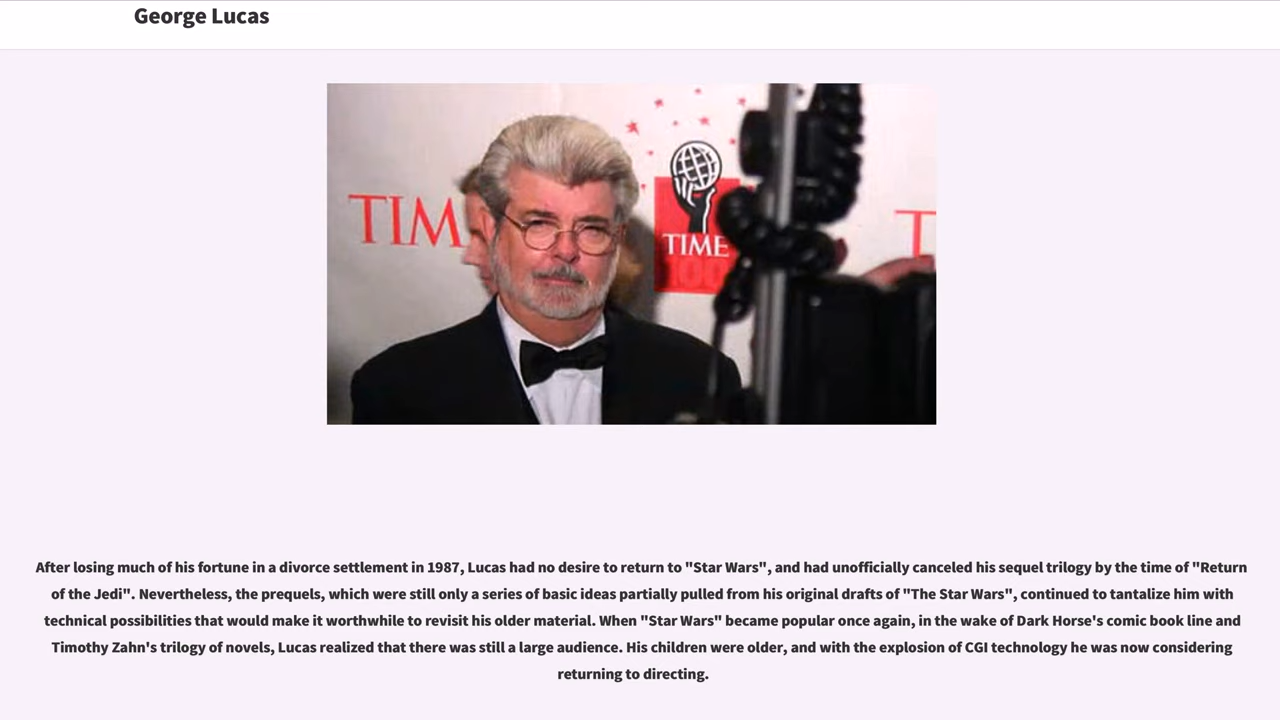 George Lucas
TIM
TIME
100
T
After losing much of his fortune in a divorce settlement in 1987, Lucas had no desire to return to "Star Wars", and had unofficially canceled his sequel trilogy by the time of "Return
of the Jedi". Nevertheless, the prequels, which were still only a series of basic ideas partially pulled from his original drafts of "The Star Wars", continued to tantalize him with
technical possibilities that would make it worthwhile to revisit his older material. When "Star Wars" became popular once again, in the wake of Dark Horse's comic book line and
Timothy Zahn's trilogy of novels, Lucas realized that there was still a large audience. His children were older, and with the explosion of CGI technology he was now considering
returning to directing.